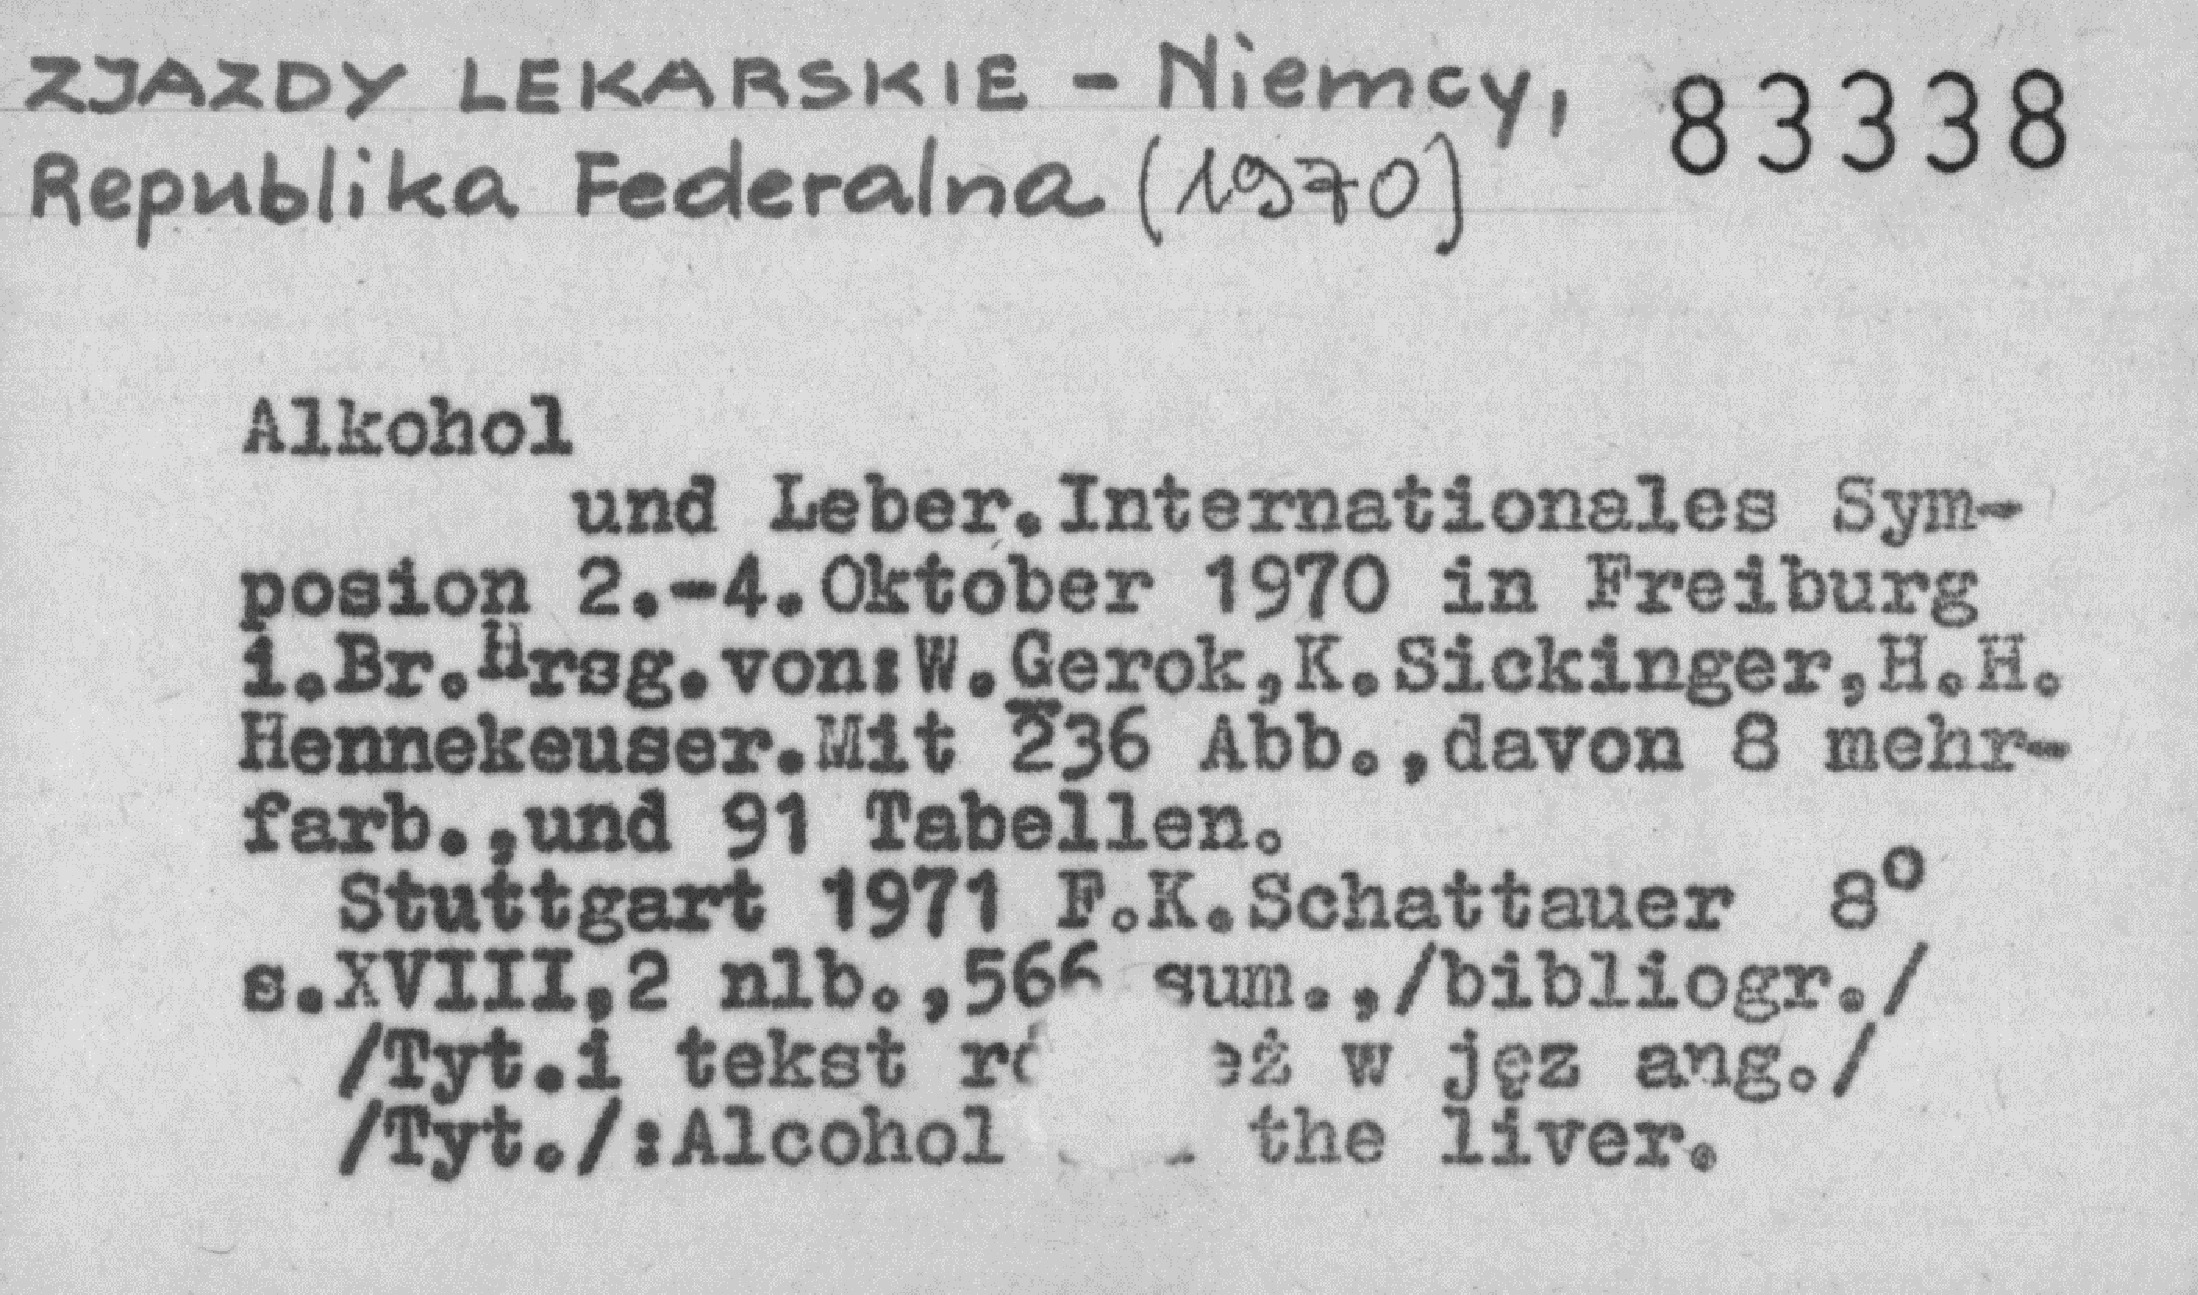 ZJAZDY LEKARSKIE - Niemcy, 83338
Republika Federalna (1970)
Alkohol
und Leber.Internationales Sym-
posion 2.-4.Oktober 1970 in Freiburg
i.Br.Hrsg.von:W.Gerok,K.Sickinger,H.H.
Hennekeuser.Mit 236 Abb.,davon 8 mehr-
farb.,und 91 Tabellen.
Stuttgart 1971 F.K.Schattauer 8°
s.XVIII,2 nlb.,566 sum.,/bibliogr./
/Tyt.i tekst w jęz ang./
/Tyt./:Alcohol the liver.